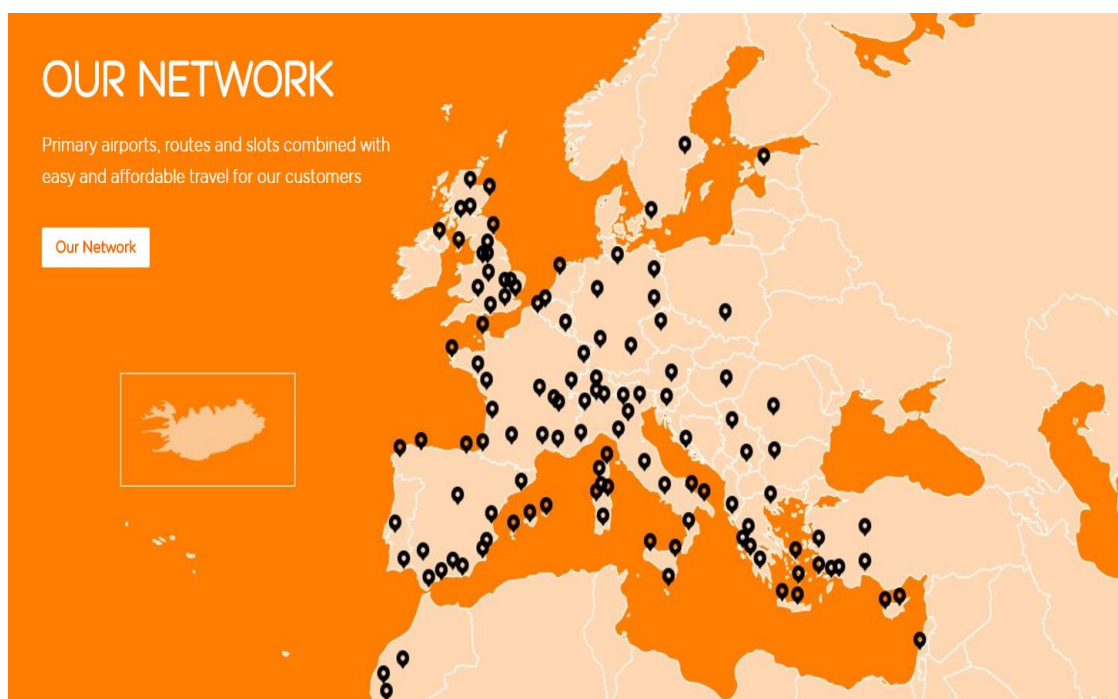 OUR NETWORK
Primary airports, routes and slots combined with
easy and affordable travel for our customers
Our Network